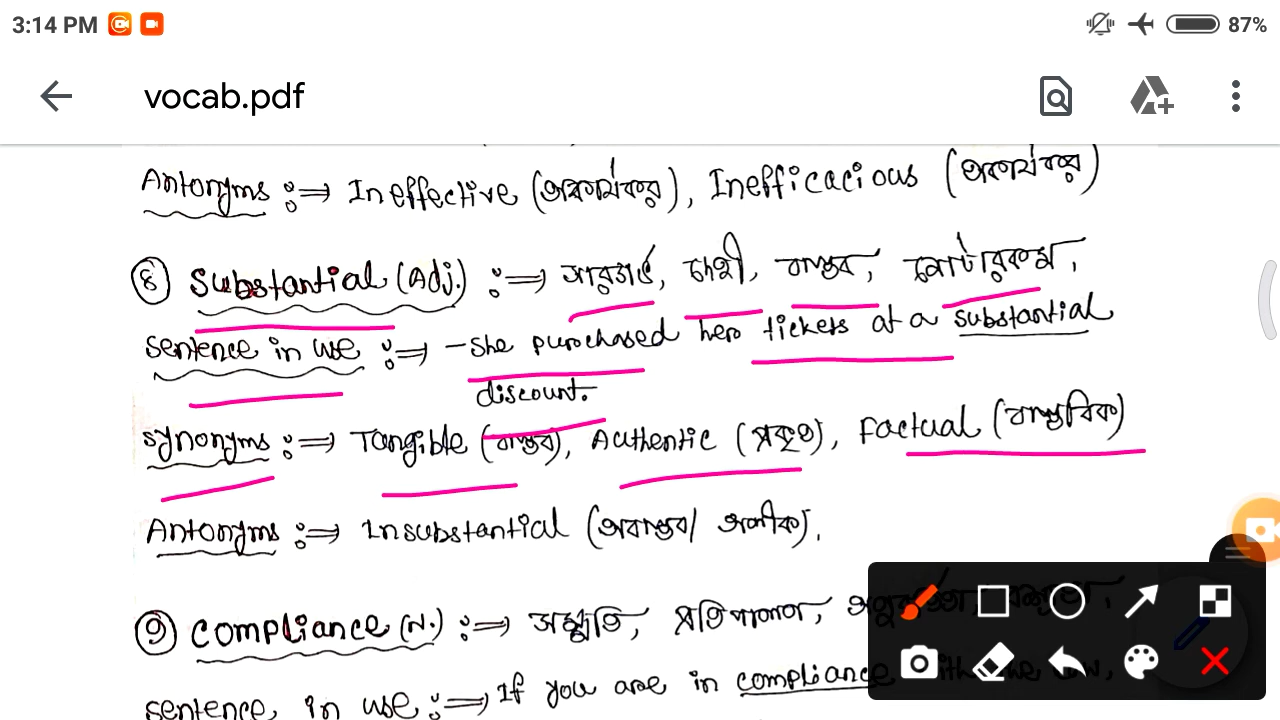 3:14 PM 87%
vocab.pdf
Antonyms :⇒ Ineffective (অকার্যকর), Inefficacious (অকার্যকর)
⑧ Substantial (Adj.) :⇒ সারগর্ভ, দামী, বাস্তব, মোটারকম,
Sentence in use :⇒ – She purchased her tickets at a substantial
discount.
Synonyms :⇒ Tangible (বাস্তব), Authentic (প্রকৃত), Factual (বাস্তবিক)
Antonyms :⇒ Insubstantial (অবাস্তব/ অলীক),
⑨ Compliance (N.) :⇒ সম্মতি, প্রতিপালন,
Sentence in use :⇒ If you are in compliance